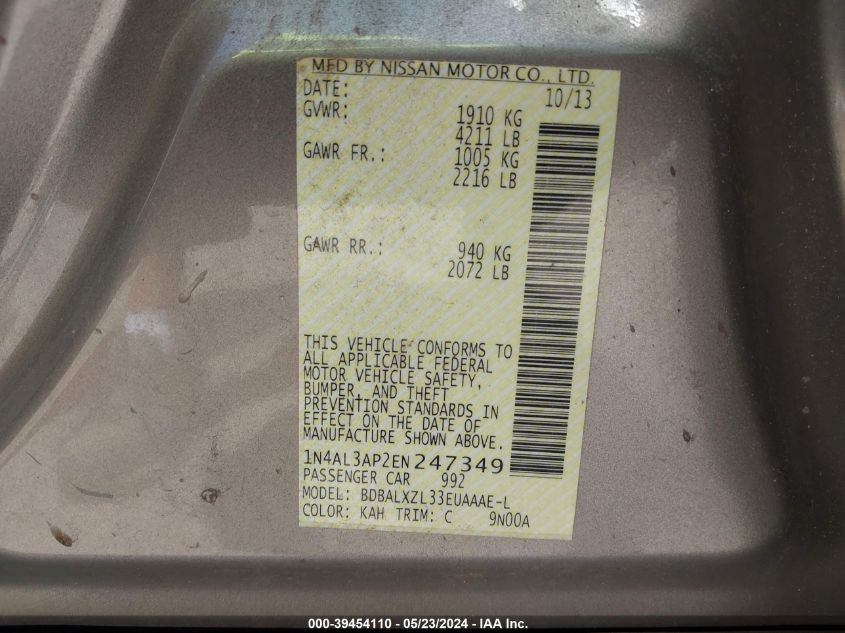 MFD BY NISSAN MOTOR CO., LTD.
DATE: 10/13
GVWR: 1910 KG
4211 LB
GAWR FR.: 1005 KG
2216 LB
GAWR RR.: 940 KG
2072 LB
THIS VEHICLE CONFORMS TO
ALL APPLICABLE FEDERAL
MOTOR VEHICLE SAFETY,
BUMPER, AND THEFT
PREVENTION STANDARDS IN
EFFECT ON THE DATE OF
MANUFACTURE SHOWN ABOVE.
1N4AL3AP2EN247349
PASSENGER CAR 992
MODEL: BDBALXZL33EUAAAE-L
COLOR: KAH TRIM: C 9N00A
000-39454110 - 05/23/2024 - IAA Inc.